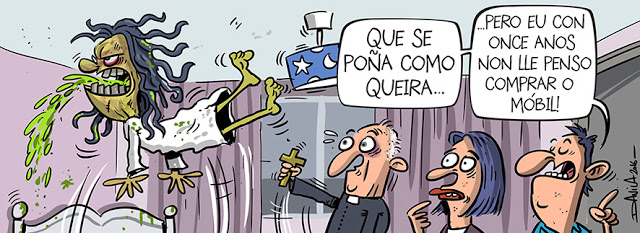 QUE SE
POÑA COMO
QUEIRA...
...PERO EU CON
ONCE ANOS
NON LLE PENSO
COMPRAR O
MÓBIL!